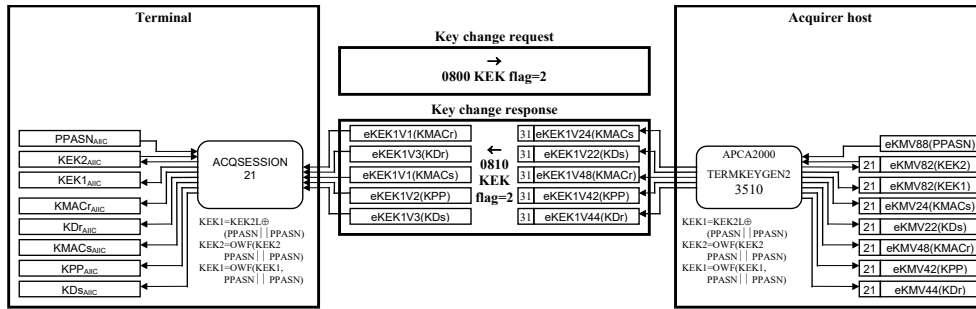 Terminal
Acquirer host
Key change request
→
0800 KEK flag=2
Key change response
PPASNAIIC
KEK2AIIC
KEK1AIIC
KMACrAIIC
KDrAIIC
KMACsAIIC
KPPAIIC
KDsAIIC
ACQSESSION
21
KEK1=KEK2L⊕
(PPASN||PPASN)
KEK2=OWF(KEK2
PPASN||PPASN)
KEK1=OWF(KEK1,
PPASN||PPASN)
eKEK1V1(KMACr)
eKEK1V3(KDr)
eKEK1V1(KMACs)
eKEK1V2(KPP)
eKEK1V3(KDs)
←
0810
KEK
flag=2
31 eKEK1V24(KMACs
31 eKEK1V22(KDs)
31 eKEK1V48(KMACr)
31 eKEK1V42(KPP)
31 eKEK1V44(KDr)
APCA2000
TERMKEYGEN2
3510
KEK1=KEK2L⊕
(PPASN||PPASN)
KEK2=OWF(KEK2
PPASN||PPASN)
KEK1=OWF(KEK1,
PPASN||PPASN)
eKMV88(PPASN)
21 eKMV82(KEK2)
21 eKMV82(KEK1)
21 eKMV24(KMACs)
21 eKMV22(KDs)
21 eKMV48(KMACr)
21 eKMV42(KPP)
21 eKMV44(KDr)